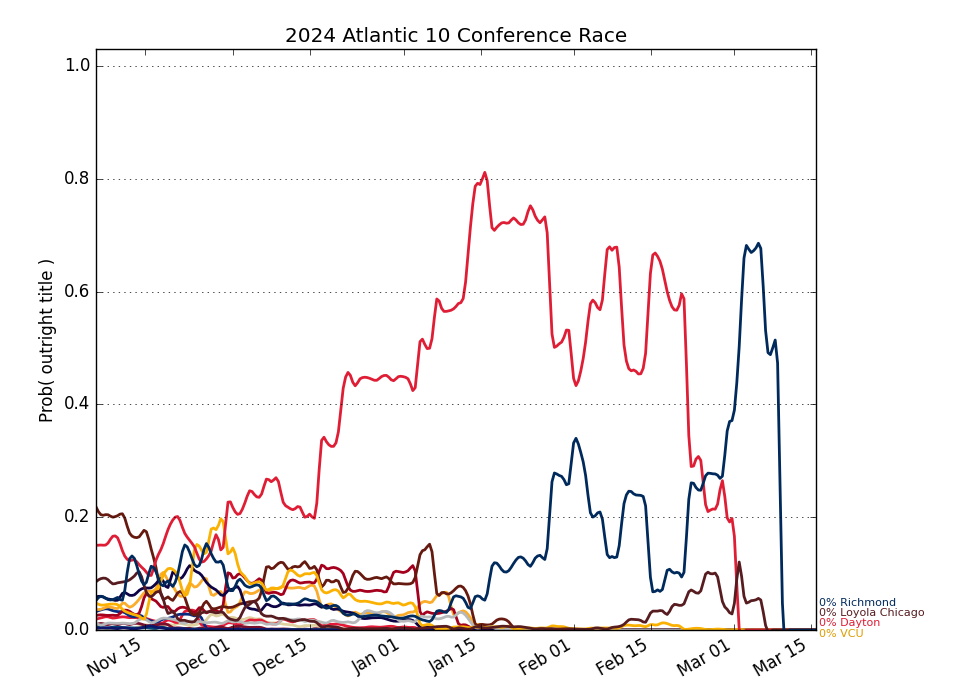 2024 Atlantic 10 Conference Race
Prob( outright title )
1.0
0.8
0.6
0.4
0.2
0.0
Nov 15
Dec 01
Dec 15
Jan 01
Jan 15
Feb 01
Feb 15
Mar 01
Mar 15
0% Richmond
0% Loyola Chicago
0% Dayton
0% VCU